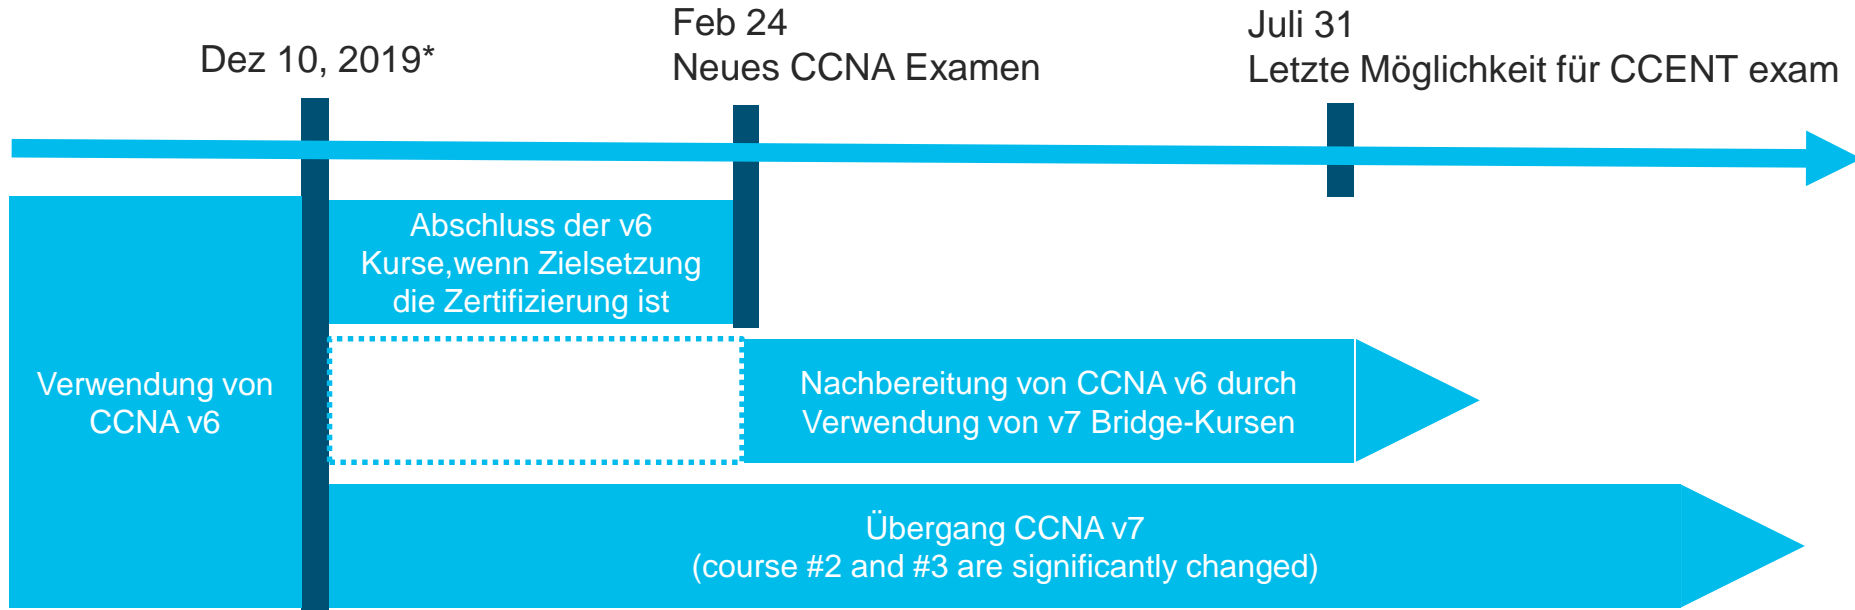 Dez 10, 2019*
Feb 24
Neues CCNA Examen
Juli 31
Letzte Möglichkeit für CCENT exam
Verwendung von
CCNA v6
Abschluss der v6
Kurse,wenn Zielsetzung
die Zertifizierung ist
Nachbereitung von CCNA v6 durch
Verwendung von v7 Bridge-Kursen
Übergang CCNA v7
(course #2 and #3 are significantly changed)